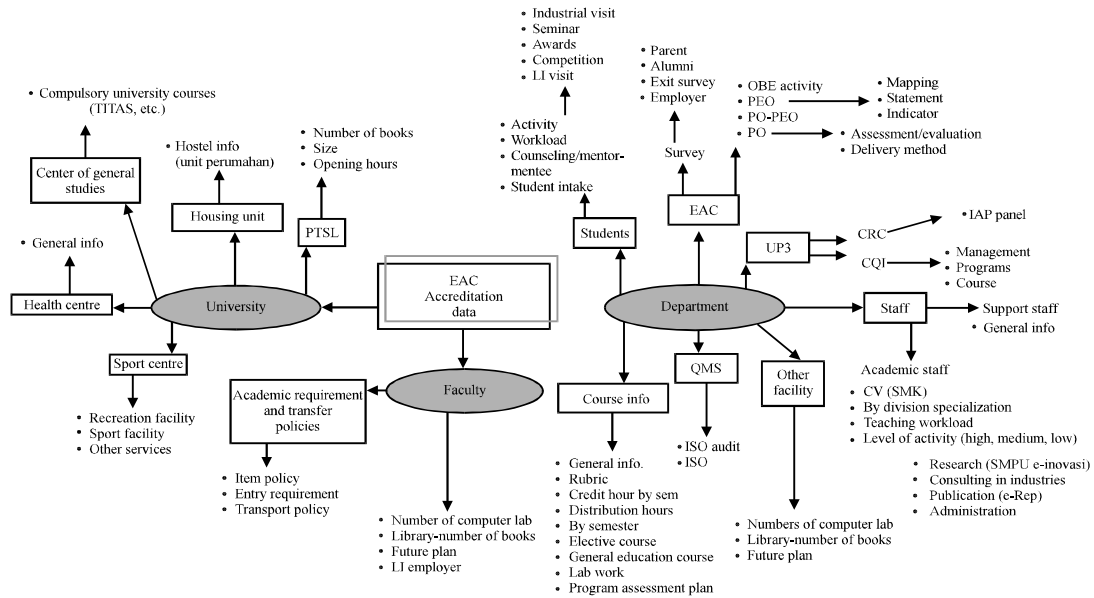 • Industrial visit
• Seminar
• Awards
• Competition
• LI visit
• Parent
• Alumni
• Exit survey
• Employer
• OBE activity
• PEO
• PO-PEO
• PO
• Mapping
• Statement
• Indicator
• Assessment/evaluation
• Delivery method
• Compulsory university courses
(TITAS, etc.)
• Hostel info
(unit perumahan)
• Number of books
• Size
• Opening hours
• Activity
• Workload
• Counseling/mentor-
mentee
• Student intake
Survey
Center of general
studies
Housing unit
PTSL
Students
EAC
UP3
CRC
• IAP panel
CQI
• Management
• Programs
• Course
• General info
Health centre
University
EAC
Accreditation
data
Department
Staff
Support staff
• General info
Sport centre
• Recreation facility
• Sport facility
• Other services
Academic requirement
and transfer
policies
Faculty
Course info
QMS
Other
facility
Academic staff
• CV (SMK)
• By division specialization
• Teaching workload
• Level of activity (high, medium, low)
• Research (SMPU e-inovasi)
• Consulting in industries
• Publication (e-Rep)
• Administration
• Item policy
• Entry requirement
• Transport policy
• Number of computer lab
• Library-number of books
• Future plan
• LI employer
• General info.
• Rubric
• Credit hour by sem
• Distribution hours
• By semester
• Elective course
• General education course
• Lab work
• Program assessment plan
• ISO audit
• ISO
• Numbers of computer lab
• Library-number of books
• Future plan